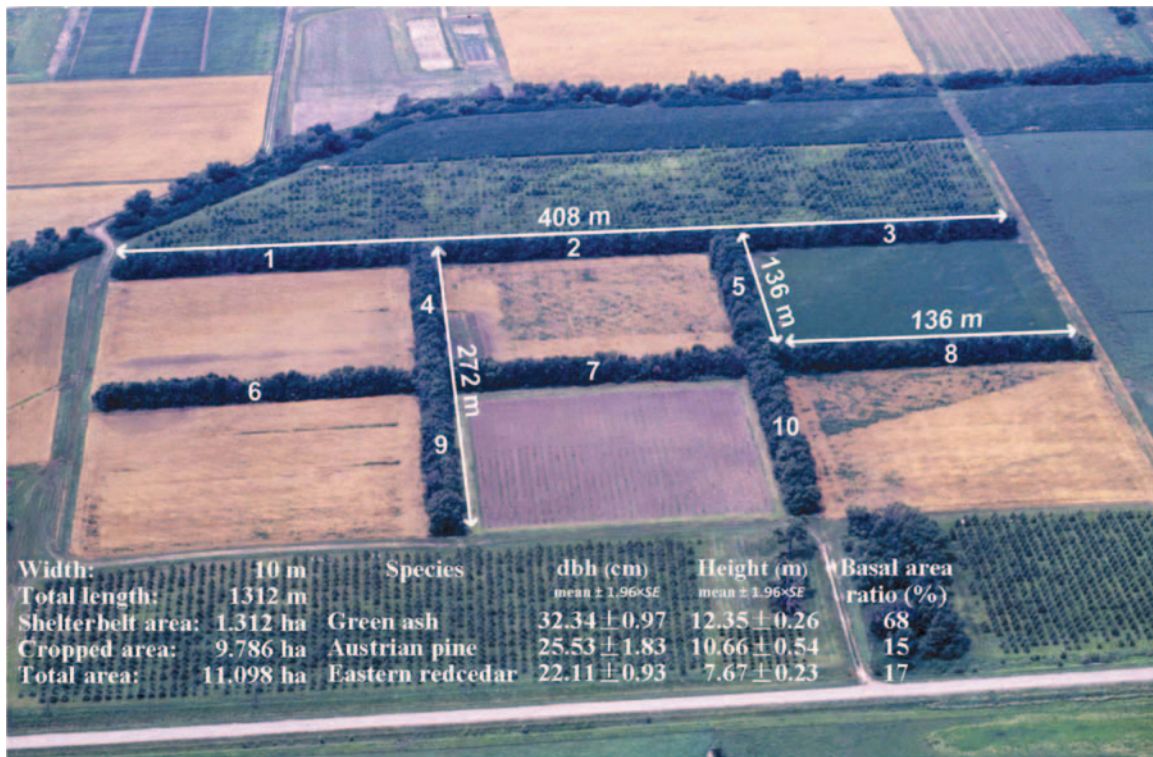 408 m
1
2
3
4
5
136 m
136 m
6
7
8
272 m
9
10
Width: 10 m Species dbh (cm) Height (m) Basal area
Total length: 1312 m mean ± 1.96×SE mean ± 1.96×SE ratio (%)
Shelterbelt area: 1.312 ha Green ash 32.34±0.97 12.35±0.26 68
Cropped area: 9.786 ha Austrian pine 25.53±1.83 10.66±0.54 15
Total area: 11.098 ha Eastern redcedar 22.11±0.93 7.67±0.23 17